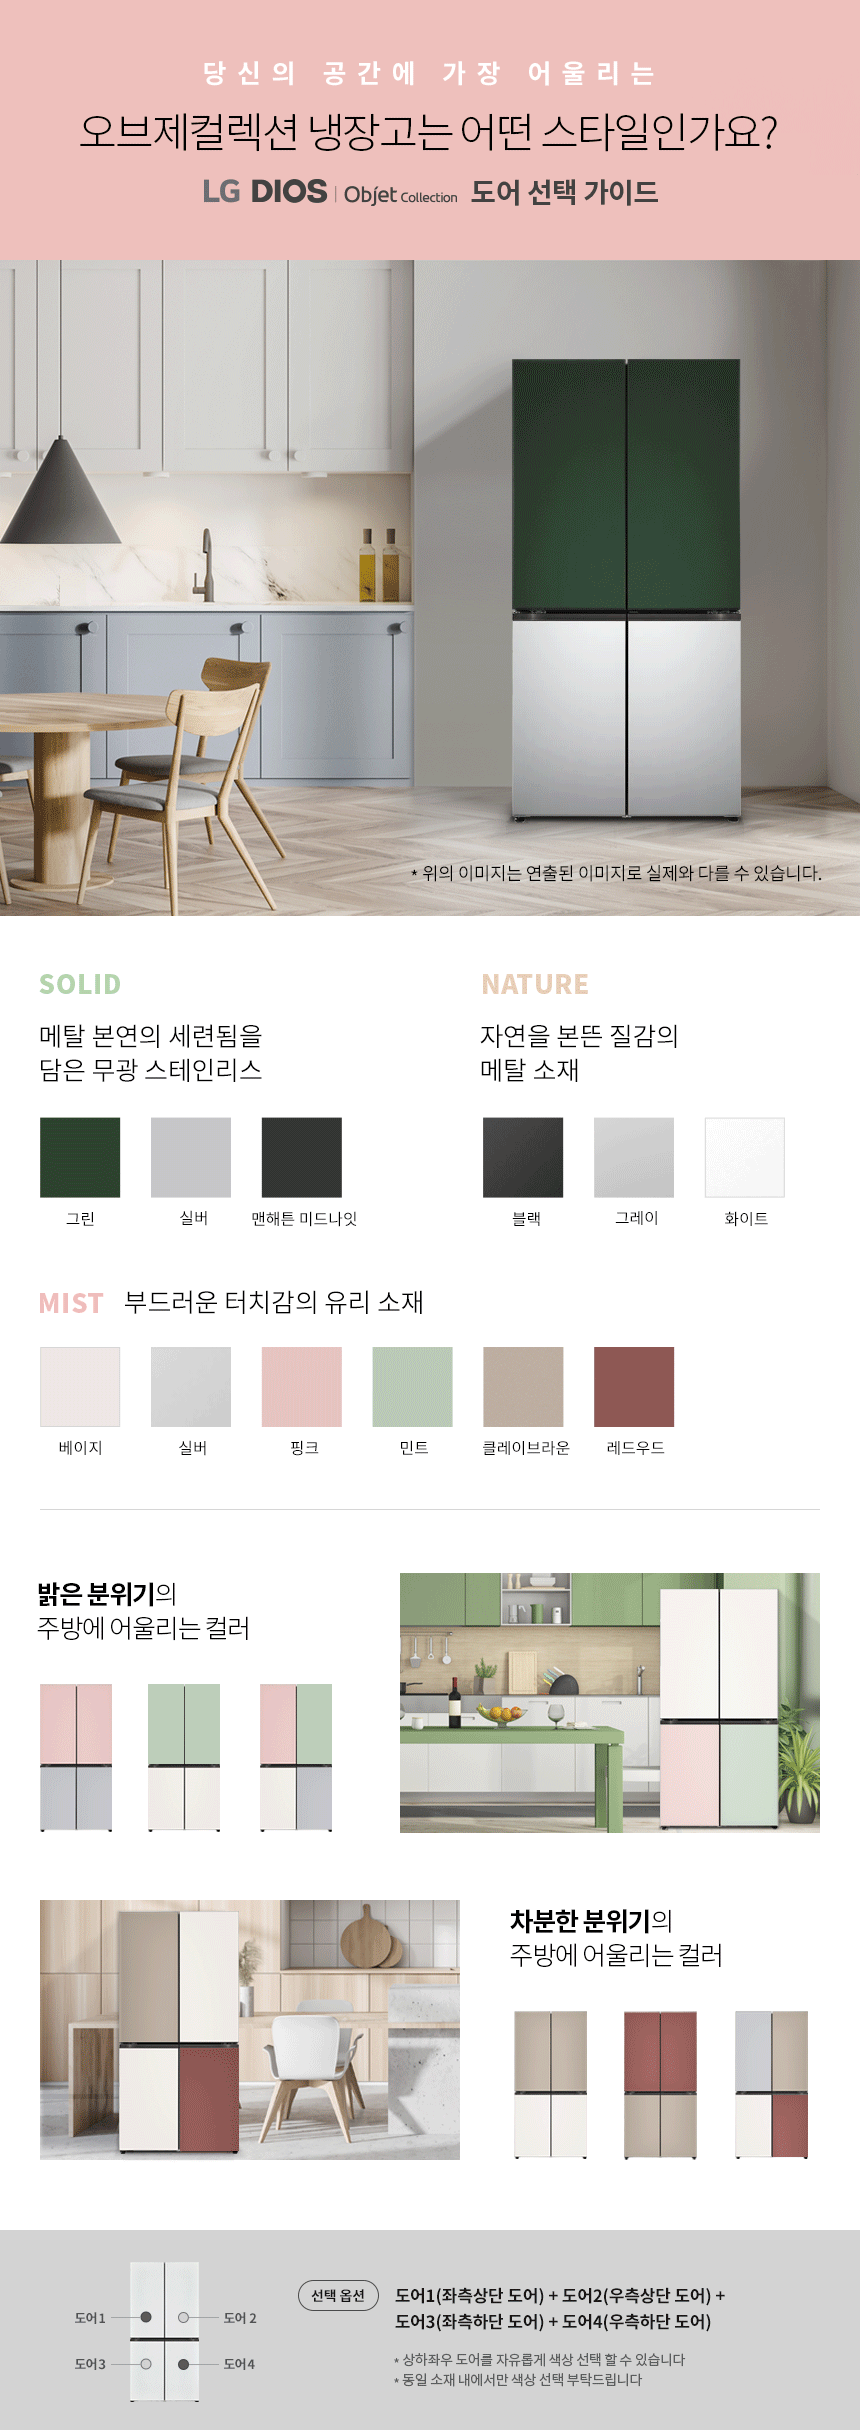 당신의 공간에 가장 어울리는
오브제컬렉션 냉장고는 어떤 스타일인가요?
LG DIOS | Objet Collection 도어 선택 가이드
* 위의 이미지는 연출된 이미지로 실제와 다를 수 있습니다.
SOLID
메탈 본연의 세련됨을
담은 무광 스테인리스
그린
실버
맨해튼 미드나잇
NATURE
자연을 본뜬 질감의
메탈 소재
블랙
그레이
화이트
MIST 부드러운 터치감의 유리 소재
베이지
실버
핑크
민트
클레이브라운
레드우드
밝은 분위기의
주방에 어울리는 컬러
차분한 분위기의
주방에 어울리는 컬러
도어1
도어 2
도어3
도어4
선택 옵션
도어1(좌측상단 도어) + 도어2(우측상단 도어) +
도어3(좌측하단 도어) + 도어4(우측하단 도어)
* 상하좌우 도어를 자유롭게 색상 선택 할 수 있습니다
* 동일 소재 내에서만 색상 선택 부탁드립니다